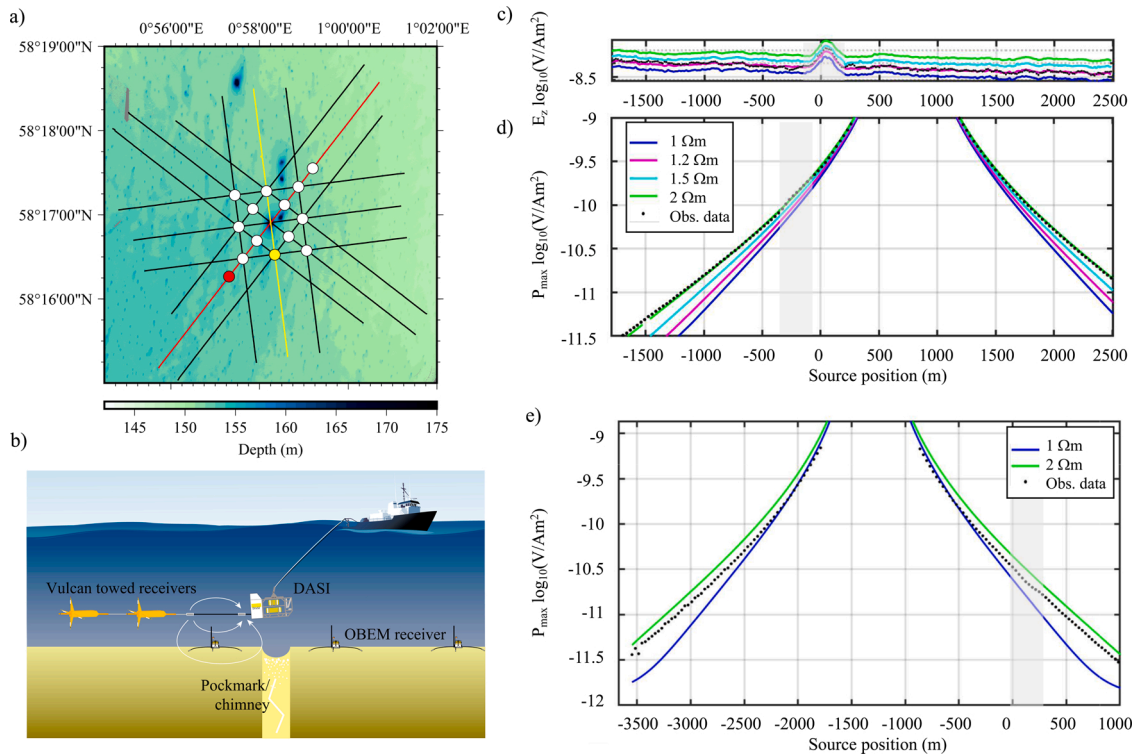 a)
0°56'00"E 0°58'00"E 1°00'00"E 1°02'00"E
58°19'00"N
58°18'00"N
58°17'00"N
58°16'00"N
145 150 155 160 165 170 175
Depth (m)
b)
Vulcan towed receivers
DASI
OBEM receiver
Pockmark/
chimney
c)
E_z log10(V/Am²)
-8.5
-1500 -1000 -500 0 500 1000 1500 2000 2500
d)
P_max log10(V/Am²)
-9
-9.5
-10
-10.5
-11
-11.5
1 Ωm
1.2 Ωm
1.5 Ωm
2 Ωm
Obs. data
-1500 -1000 -500 0 500 1000 1500 2000 2500
Source position (m)
e)
P_max log10(V/Am²)
-9
-9.5
-10
-10.5
-11
-11.5
-12
1 Ωm
2 Ωm
Obs. data
-3500 -3000 -2500 -2000 -1500 -1000 -500 0 500 1000
Source position (m)